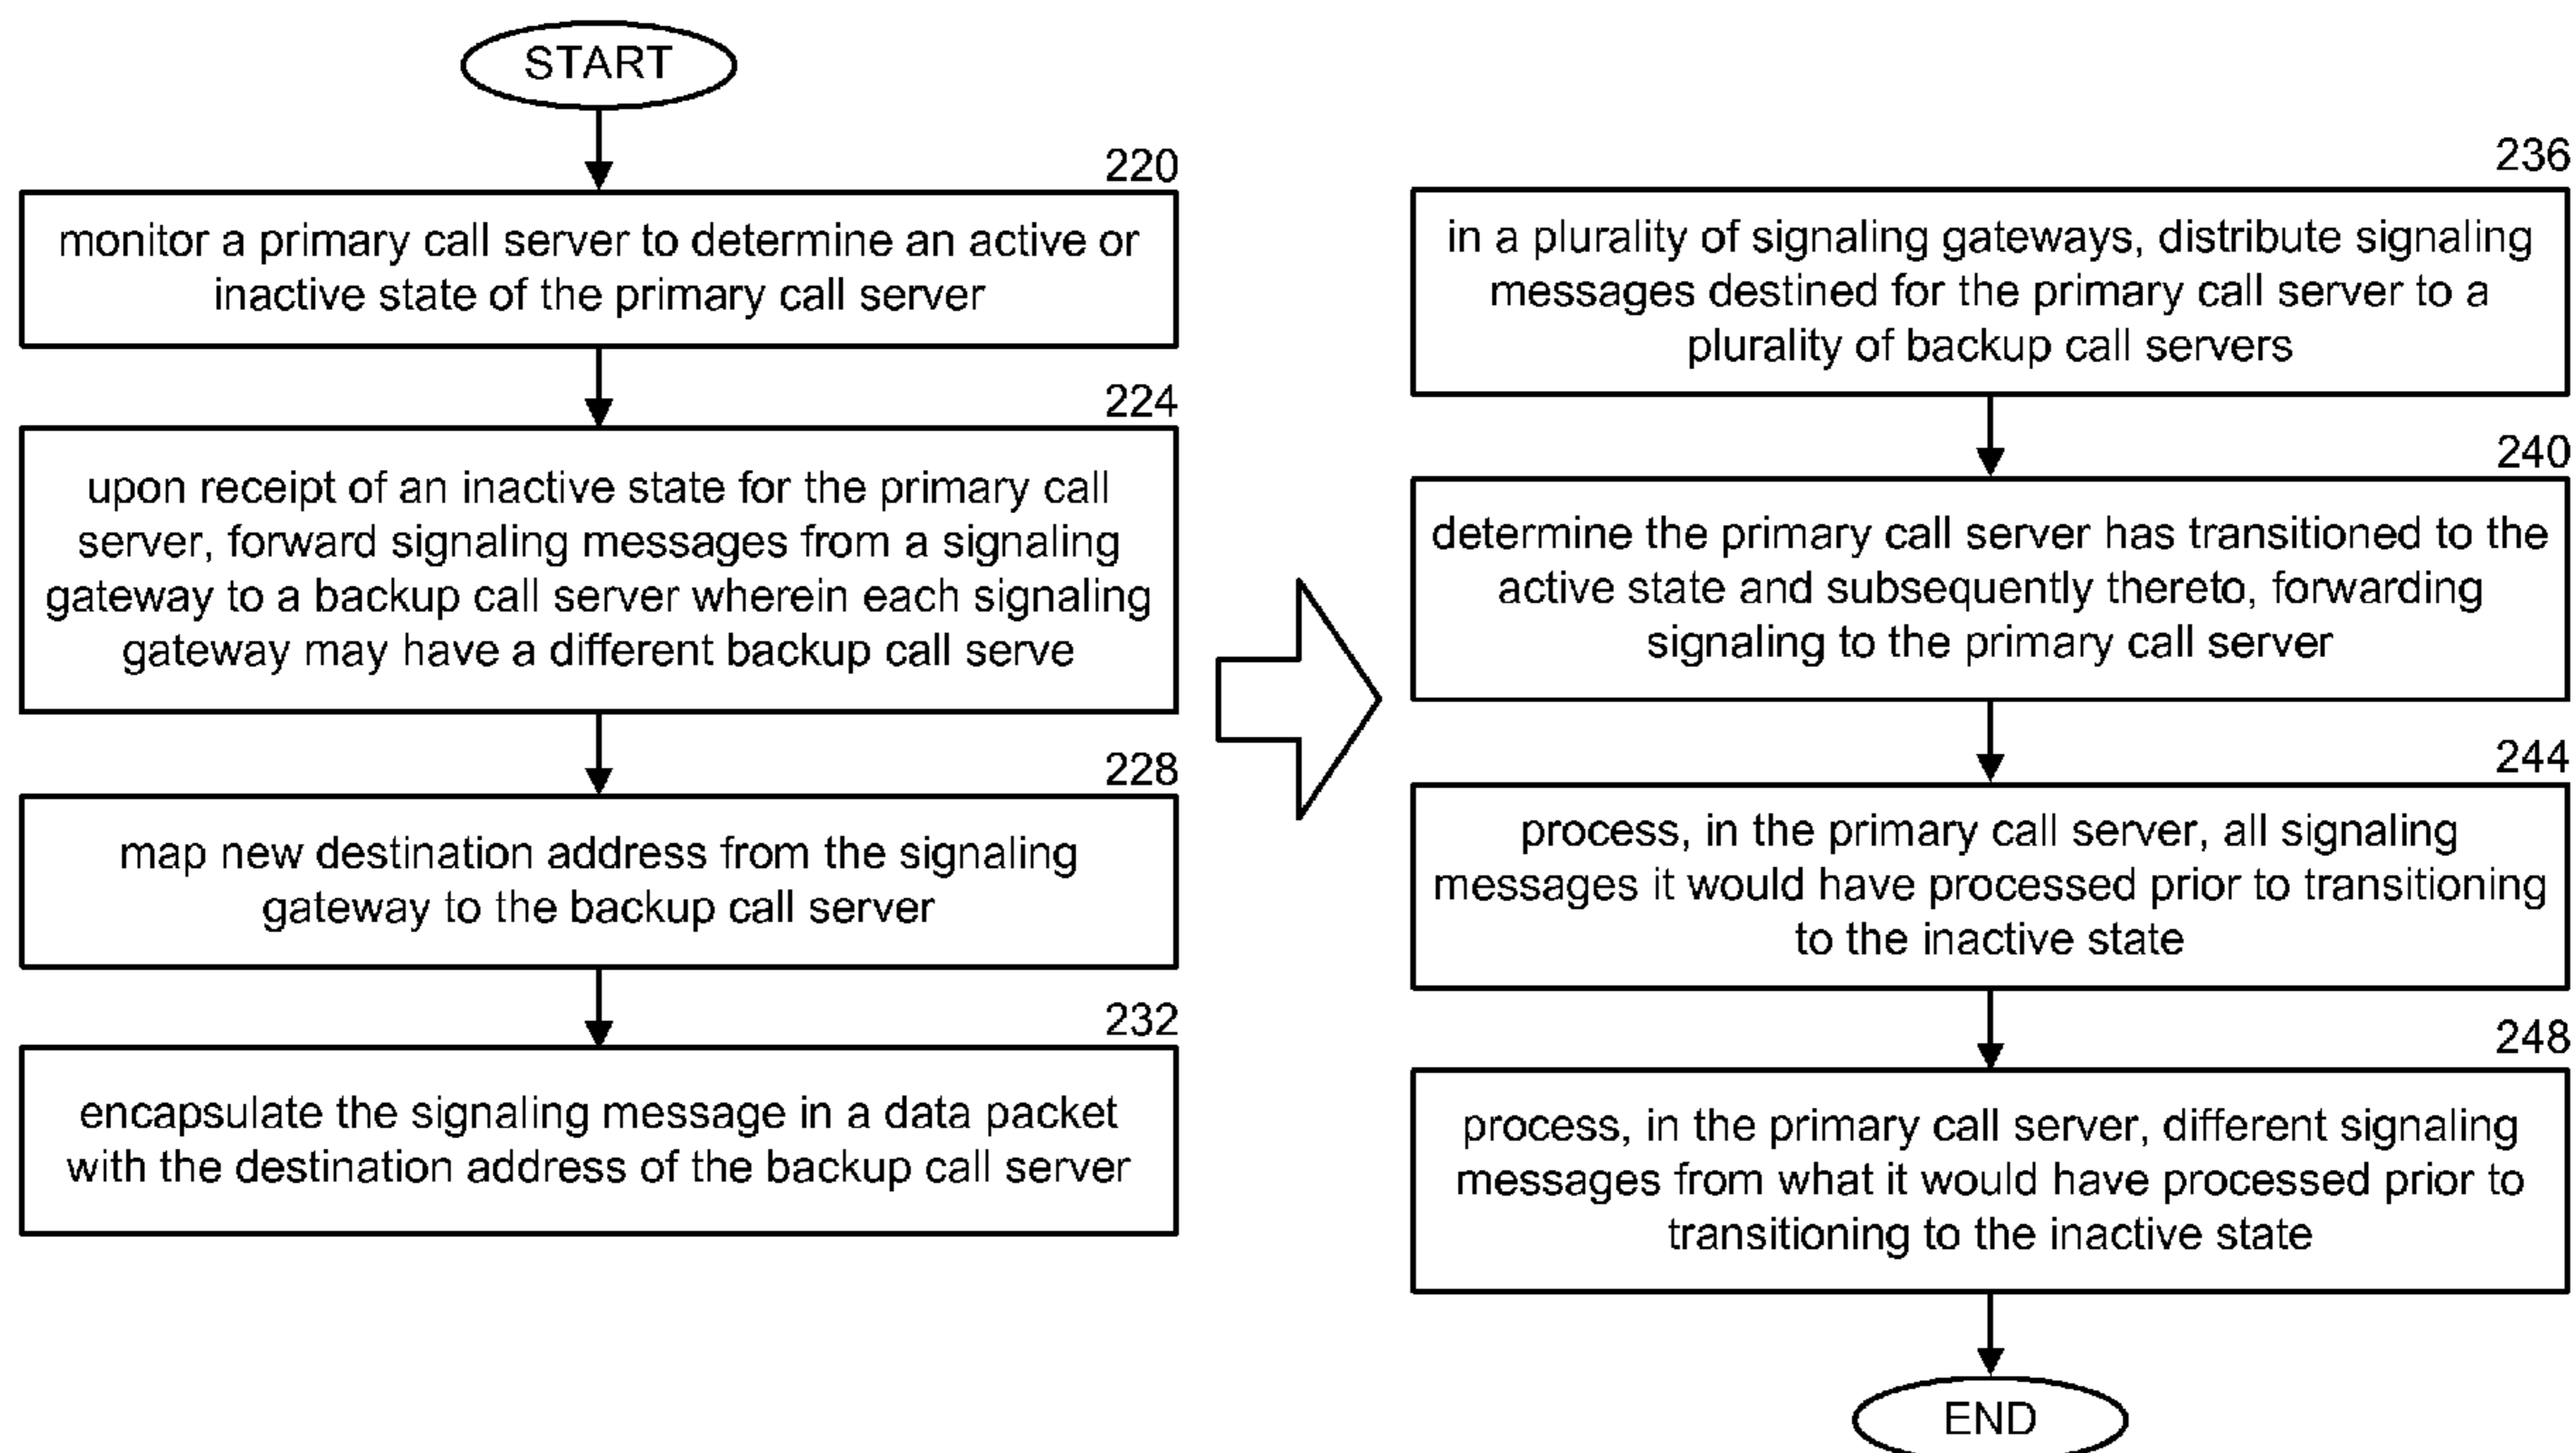 START
220
monitor a primary call server to determine an active or
inactive state of the primary call server
224
upon receipt of an inactive state for the primary call
server, forward signaling messages from a signaling
gateway to a backup call server wherein each signaling
gateway may have a different backup call serve
228
map new destination address from the signaling
gateway to the backup call server
232
encapsulate the signaling message in a data packet
with the destination address of the backup call server
236
in a plurality of signaling gateways, distribute signaling
messages destined for the primary call server to a
plurality of backup call servers
240
determine the primary call server has transitioned to the
active state and subsequently thereto, forwarding
signaling to the primary call server
244
process, in the primary call server, all signaling
messages it would have processed prior to transitioning
to the inactive state
248
process, in the primary call server, different signaling
messages from what it would have processed prior to
transitioning to the inactive state
END